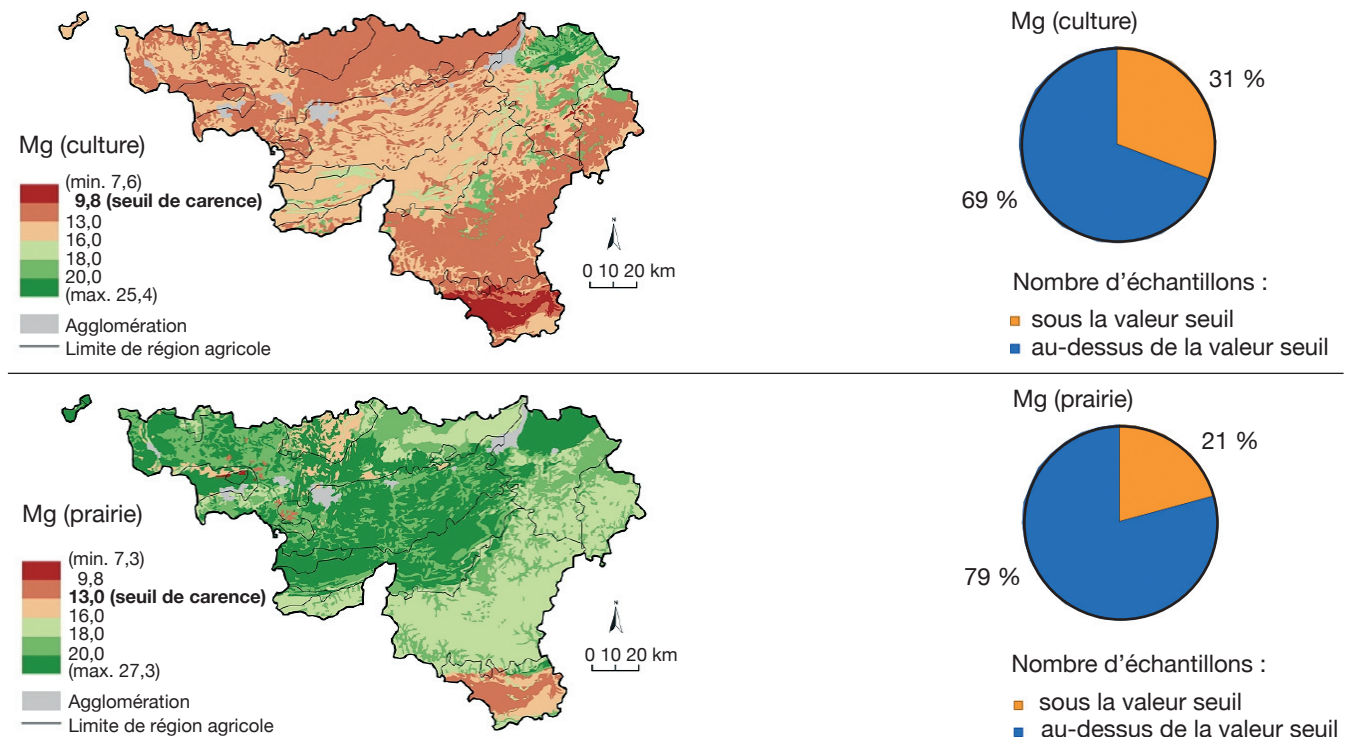 Mg (culture)
31 %
69 %
Mg (culture)
(min. 7,6)
9,8 (seuil de carence)
13,0
16,0
18,0
20,0
(max. 25,4)
Agglomération
Limite de région agricole
N
0 10 20 km
Nombre d'échantillons :
sous la valeur seuil
au-dessus de la valeur seuil
Mg (prairie)
21 %
79 %
Mg (prairie)
(min. 7,3)
9,8
13,0 (seuil de carence)
16,0
18,0
20,0
(max. 27,3)
Agglomération
Limite de région agricole
N
0 10 20 km
Nombre d'échantillons :
sous la valeur seuil
au-dessus de la valeur seuil